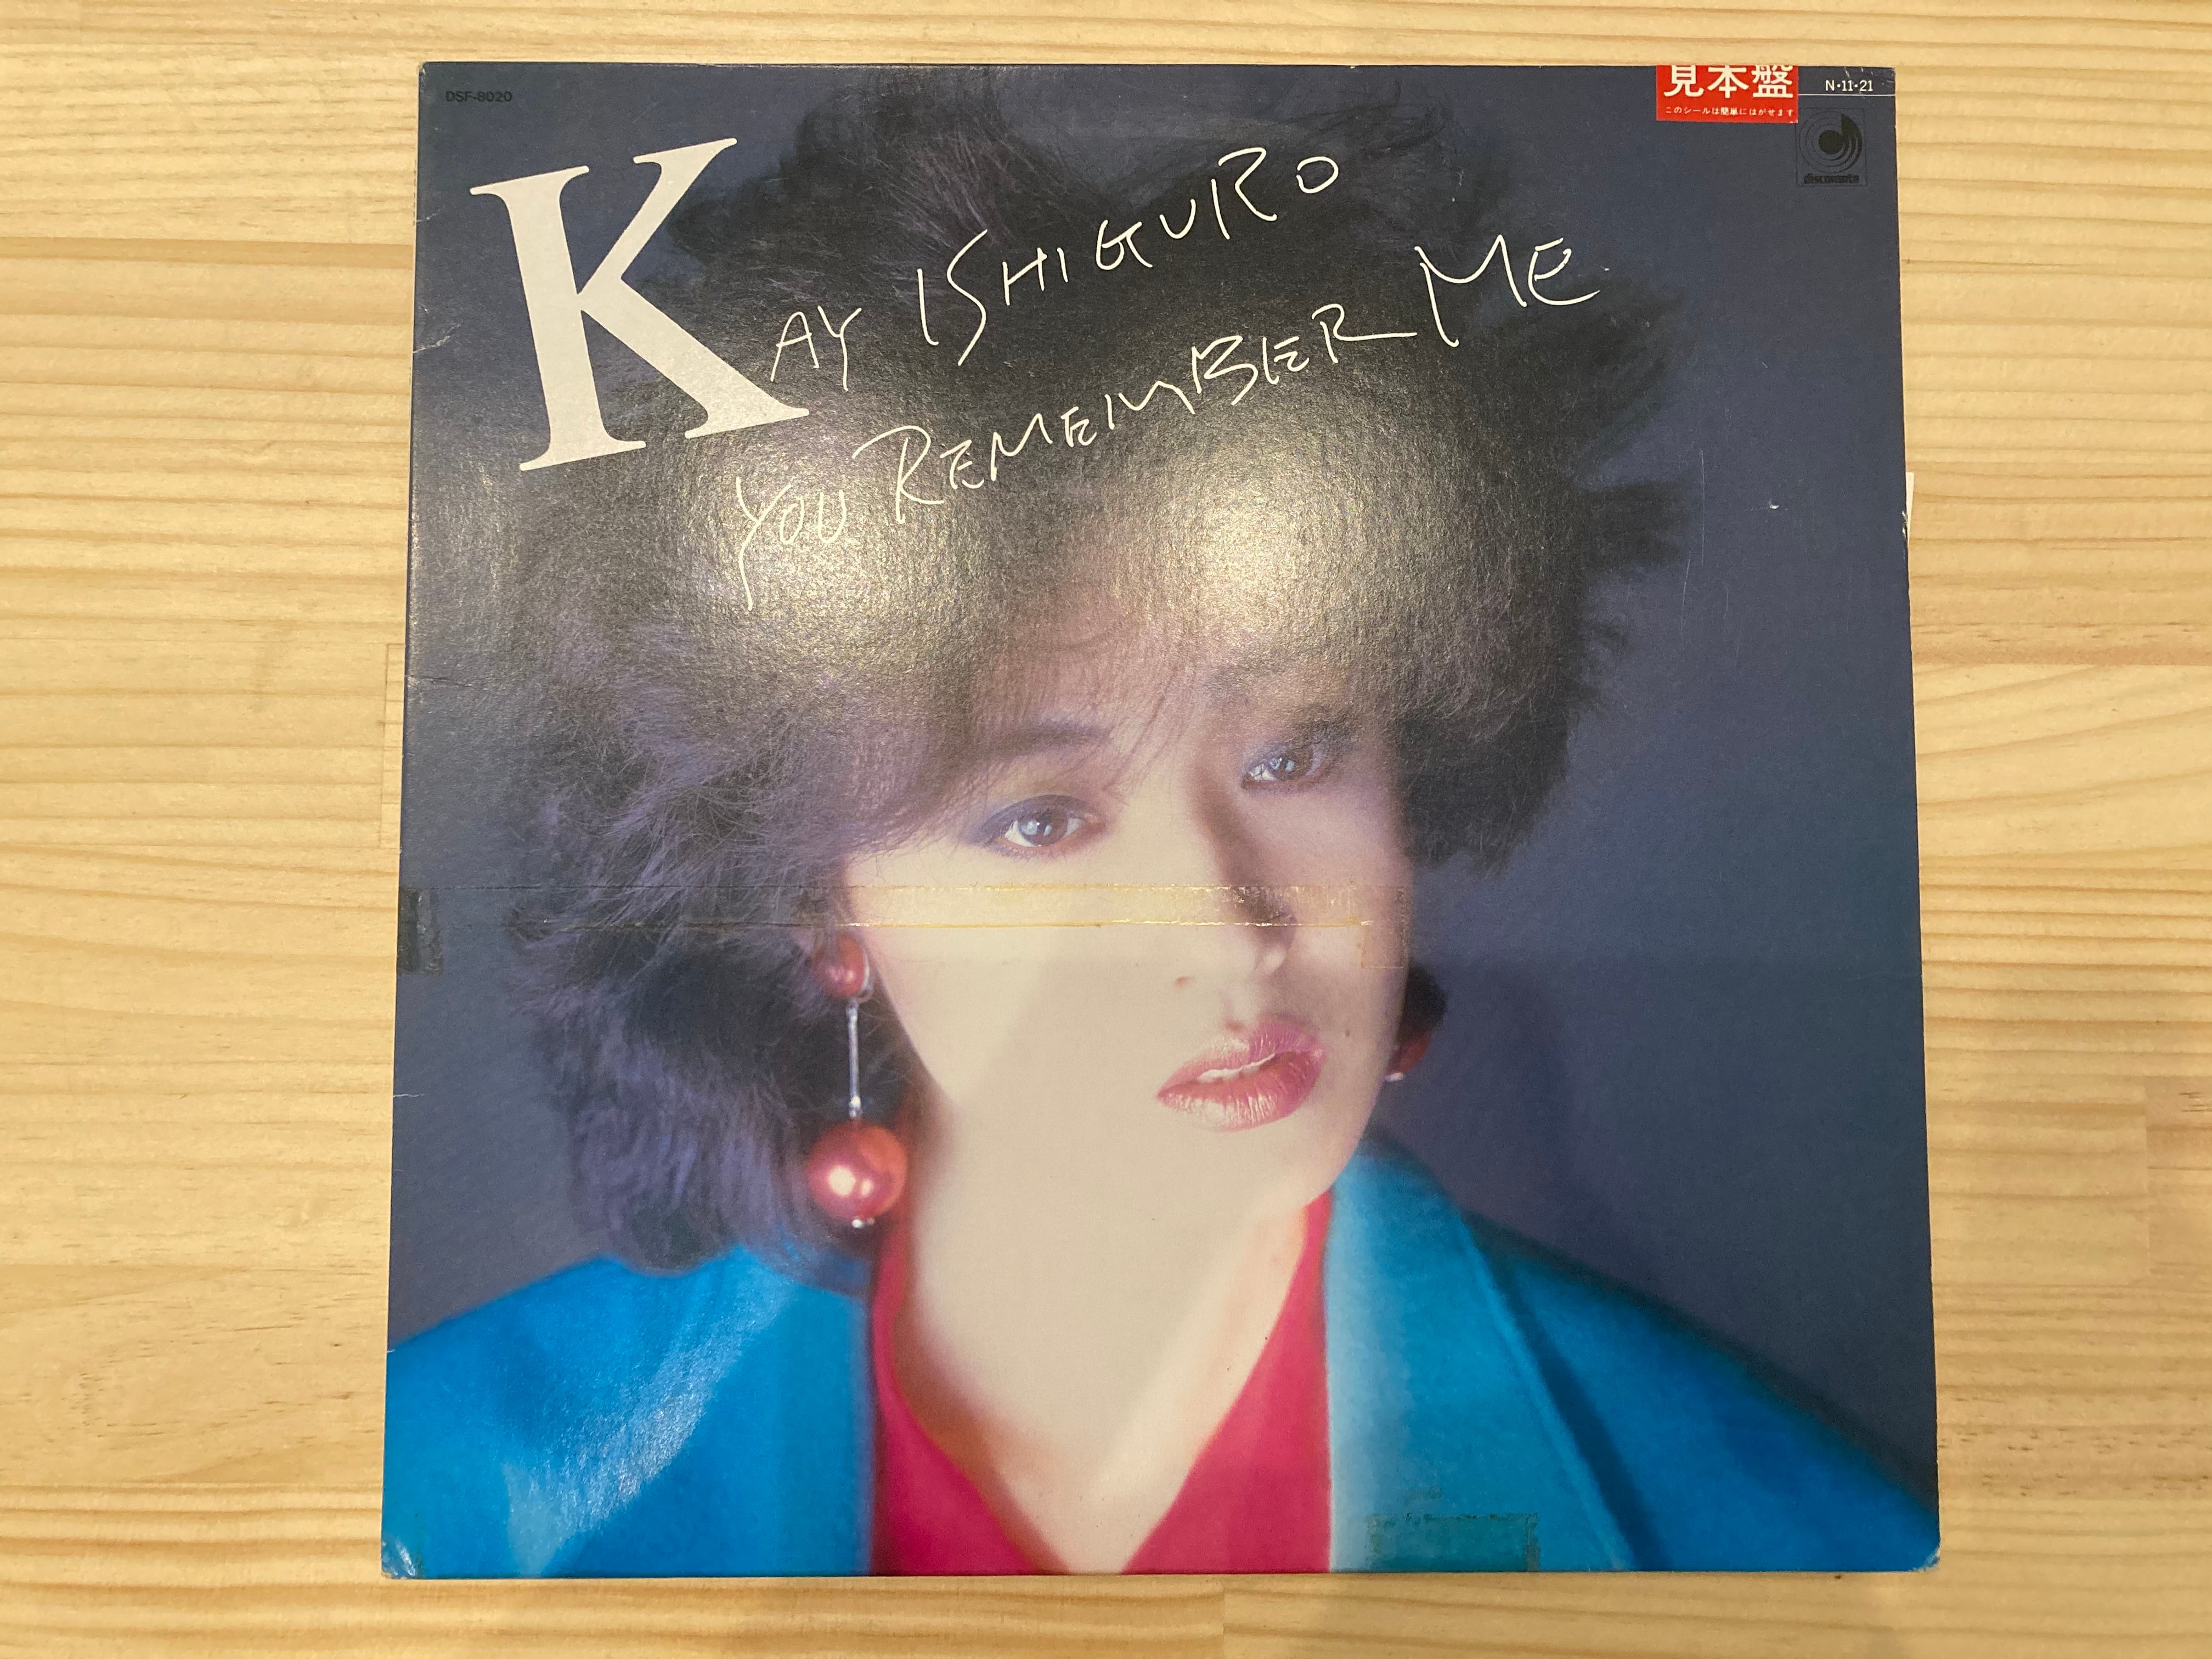 DSF-8020
見本盤
このシールは簡単にはがせます
N・11・21
discomate
KAY ISHIGURO
YOU REMEMBER ME